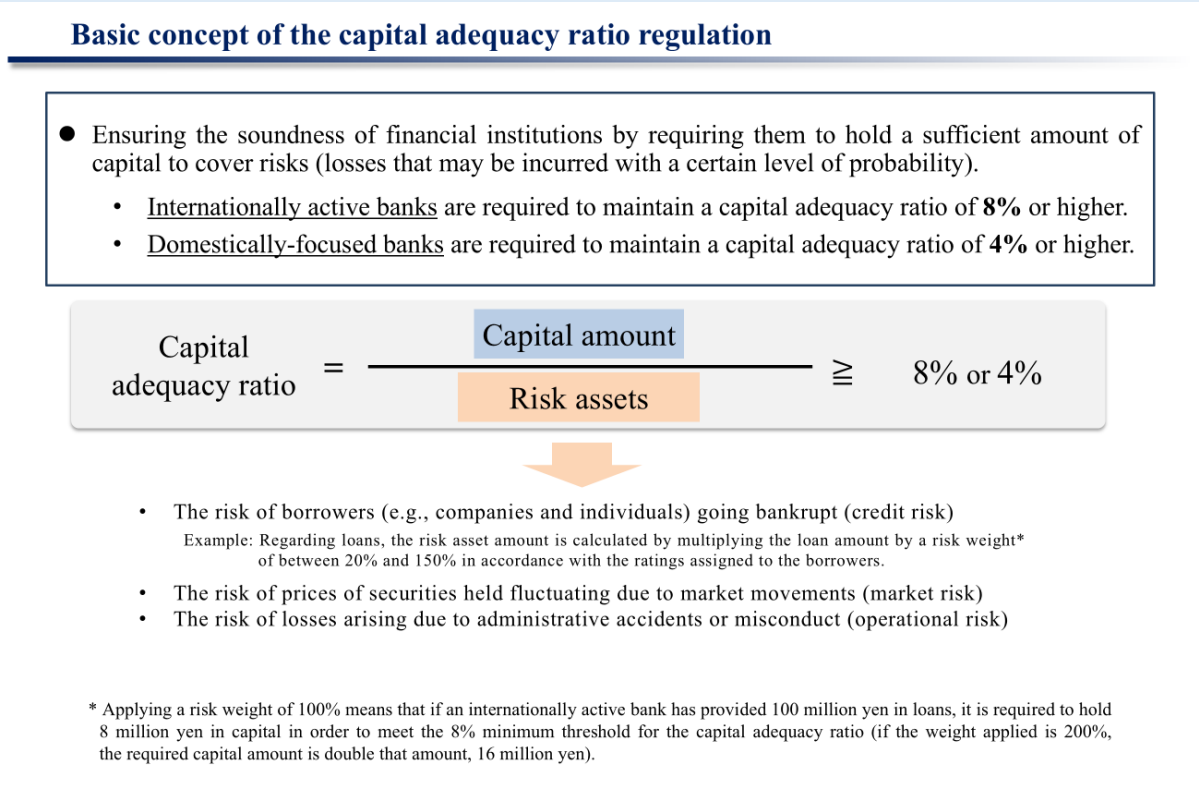 Basic concept of the capital adequacy ratio regulation
● Ensuring the soundness of financial institutions by requiring them to hold a sufficient amount of
capital to cover risks (losses that may be incurred with a certain level of probability).
• Internationally active banks are required to maintain a capital adequacy ratio of 8% or higher.
• Domestically-focused banks are required to maintain a capital adequacy ratio of 4% or higher.
Capital
adequacy ratio
=
Capital amount
Risk assets
≧
8% or 4%
• The risk of borrowers (e.g., companies and individuals) going bankrupt (credit risk)
Example: Regarding loans, the risk asset amount is calculated by multiplying the loan amount by a risk weight*
of between 20% and 150% in accordance with the ratings assigned to the borrowers.
• The risk of prices of securities held fluctuating due to market movements (market risk)
• The risk of losses arising due to administrative accidents or misconduct (operational risk)
* Applying a risk weight of 100% means that if an internationally active bank has provided 100 million yen in loans, it is required to hold
8 million yen in capital in order to meet the 8% minimum threshold for the capital adequacy ratio (if the weight applied is 200%,
the required capital amount is double that amount, 16 million yen).